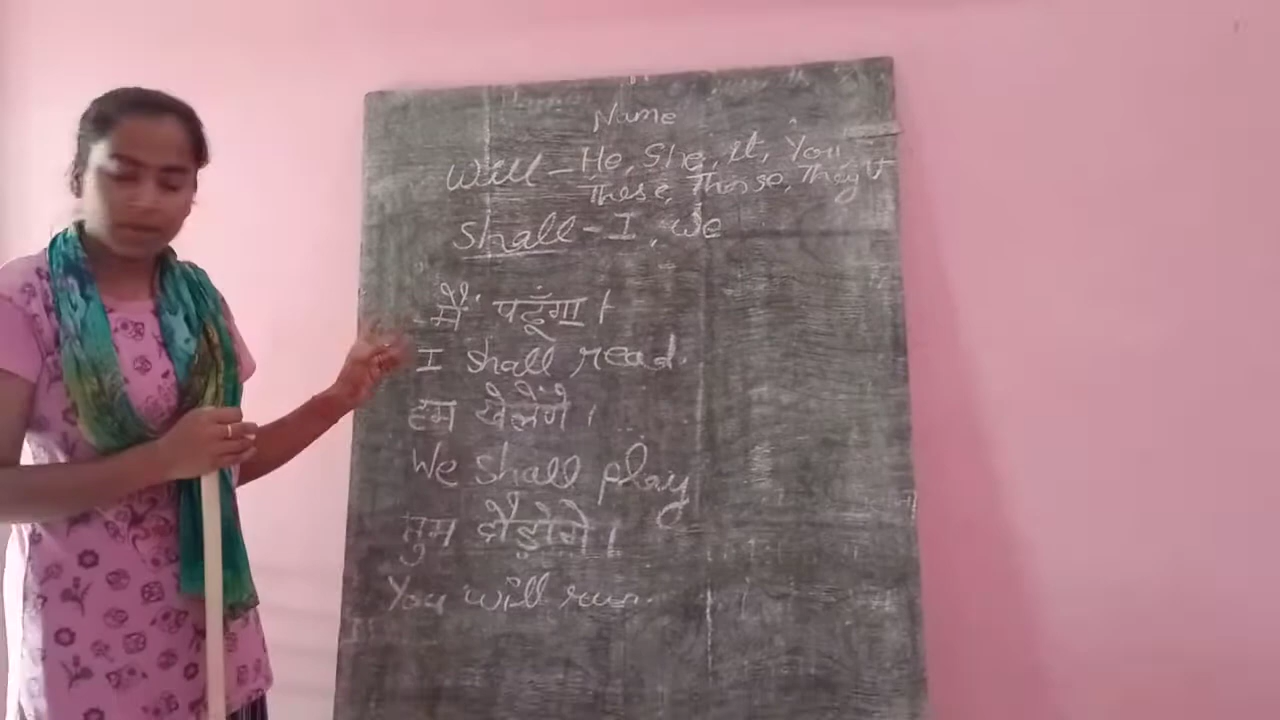 Name
Will - He, She, It, You
These, Those, They
Shall - I, We
मैं पढूँगा।
I shall read.
हम खेलेंगे।
We shall play
तुम दौड़ोगे।
You will run.